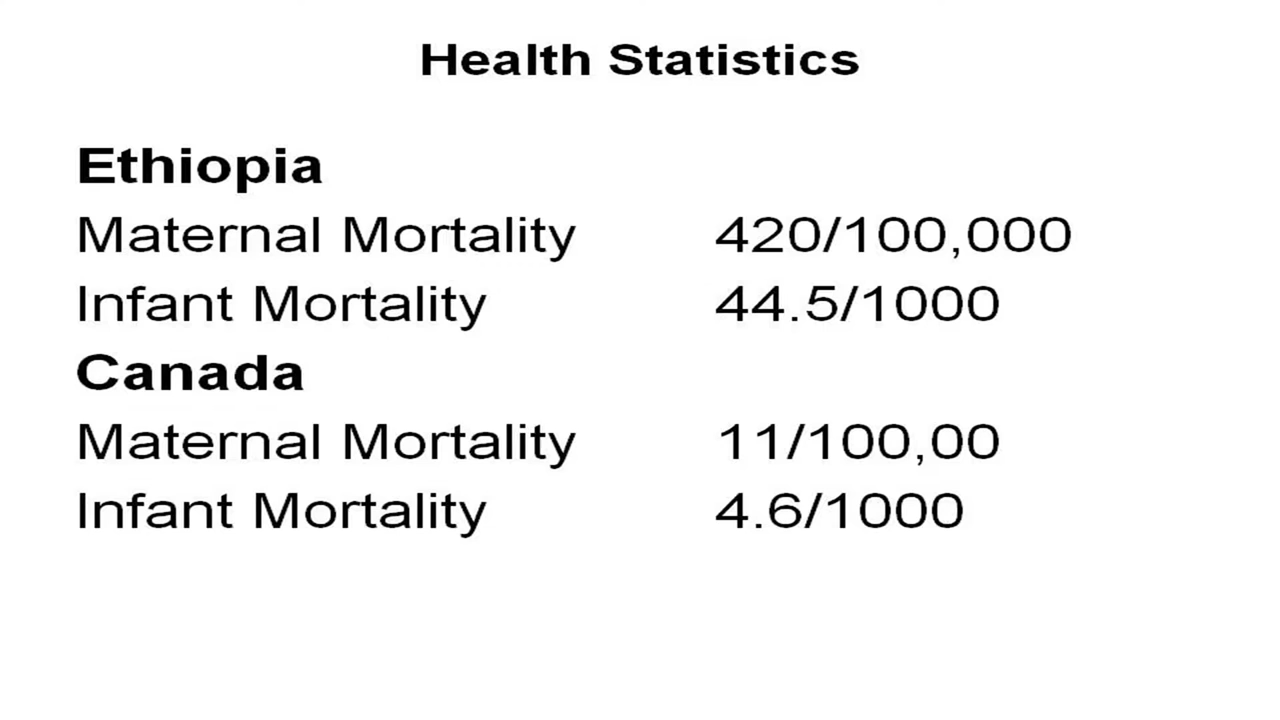 Health Statistics
Ethiopia
Maternal Mortality 420/100,000
Infant Mortality 44.5/1000
Canada
Maternal Mortality 11/100,00
Infant Mortality 4.6/1000